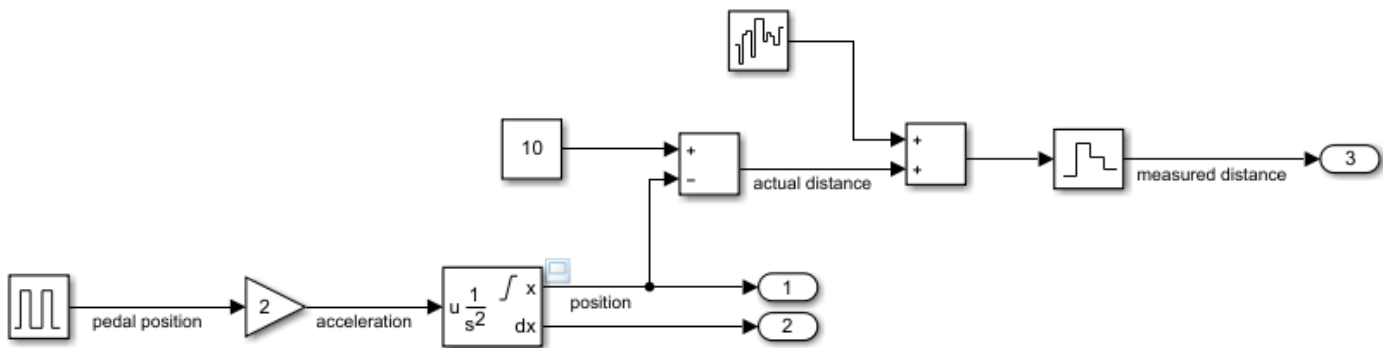 10
+
−
actual distance
+
+
measured distance
3
pedal position
2
acceleration
u 1
s2
x
dx
position
1
2